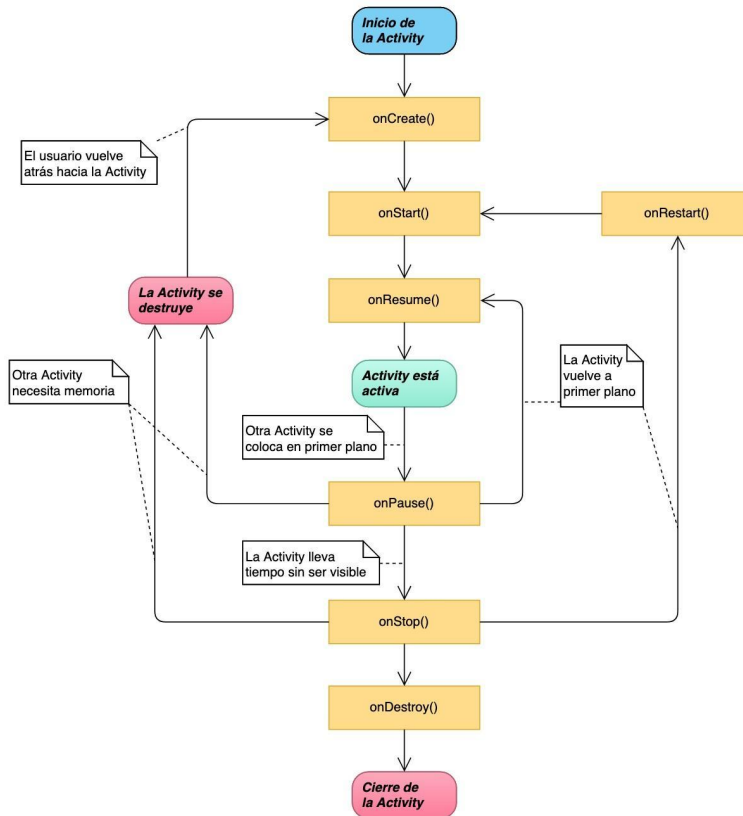 Inicio de
la Activity
onCreate()
El usuario vuelve
atrás hacia la Activity
onStart()
onRestart()
La Activity se
destruye
onResume()
Otra Activity
necesita memoria
Activity está
activa
La Activity
vuelve a
primer plano
Otra Activity se
coloca en primer plano
onPause()
La Activity lleva
tiempo sin ser visible
onStop()
onDestroy()
Cierre de
la Activity